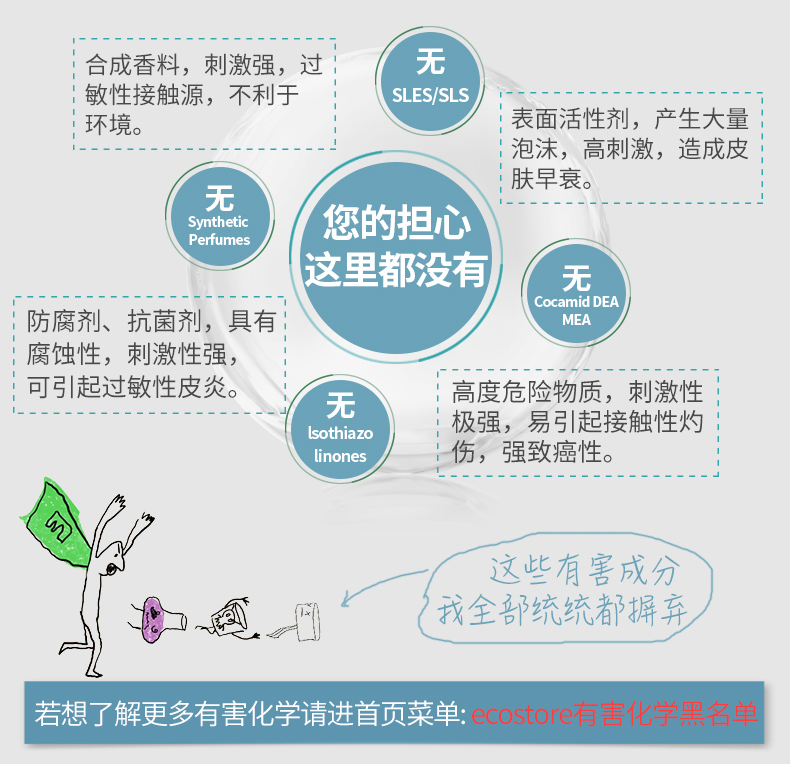 无
SLES/SLS
合成香料，刺激强，过
敏性接触源，不利于
环境。
表面活性剂，产生大量
泡沫，高刺激，造成皮
肤早衰。
无
Synthetic
Perfumes
您的担心
这里都没有
无
Cocamid DEA
MEA
防腐剂、抗菌剂，具有
腐蚀性，刺激性强，
可引起过敏性皮炎。
高度危险物质，刺激性
极强，易引起接触性灼
伤，强致癌性。
无
lsothiazo
linones
这些有害成分
我全部统统都摒弃
若想了解更多有害化学请进首页菜单: ecostore有害化学黑名单